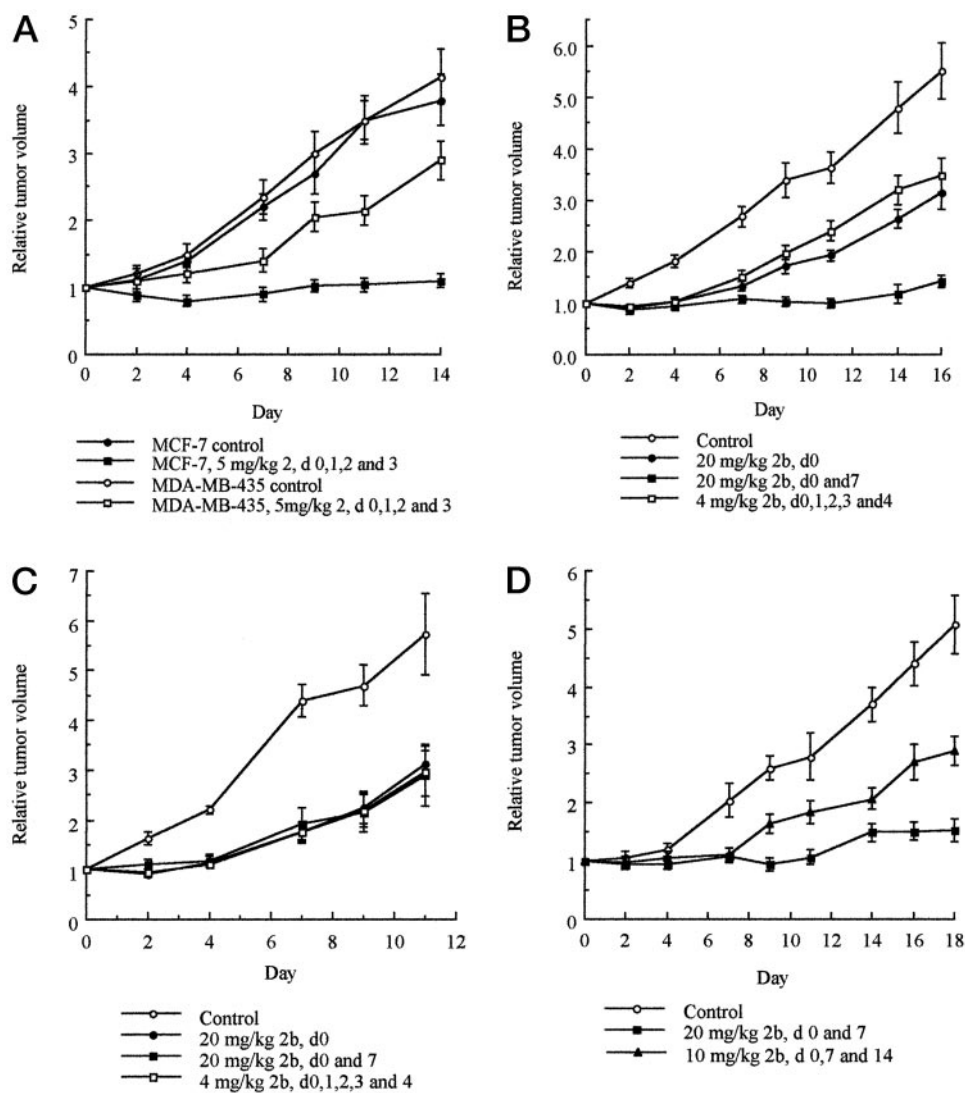 A
Relative tumor volume
5
4
3
2
1
0
0 2 4 6 8 10 12 14
Day
MCF-7 control
MCF-7, 5 mg/kg 2, d 0,1,2 and 3
MDA-MB-435 control
MDA-MB-435, 5mg/kg 2, d 0,1,2 and 3
B
Relative tumor volume
6.0
5.0
4.0
3.0
2.0
1.0
0.0
0 2 4 6 8 10 12 14 16
Day
Control
20 mg/kg 2b, d0
20 mg/kg 2b, d0 and7
4 mg/kg 2b, d0,1,2,3 and4
C
Relative tumor volume
7
6
5
4
3
2
1
0
0 2 4 6 8 10 12
Day
Control
20 mg/kg 2b, d0
20 mg/kg 2b, d0 and 7
4 mg/kg 2b, d0,1,2,3 and 4
D
Relative tumor volume
6
5
4
3
2
1
0
0 2 4 6 8 10 12 14 16 18
Day
Control
20 mg/kg 2b, d 0 and 7
10 mg/kg 2b, d 0,7 and 14